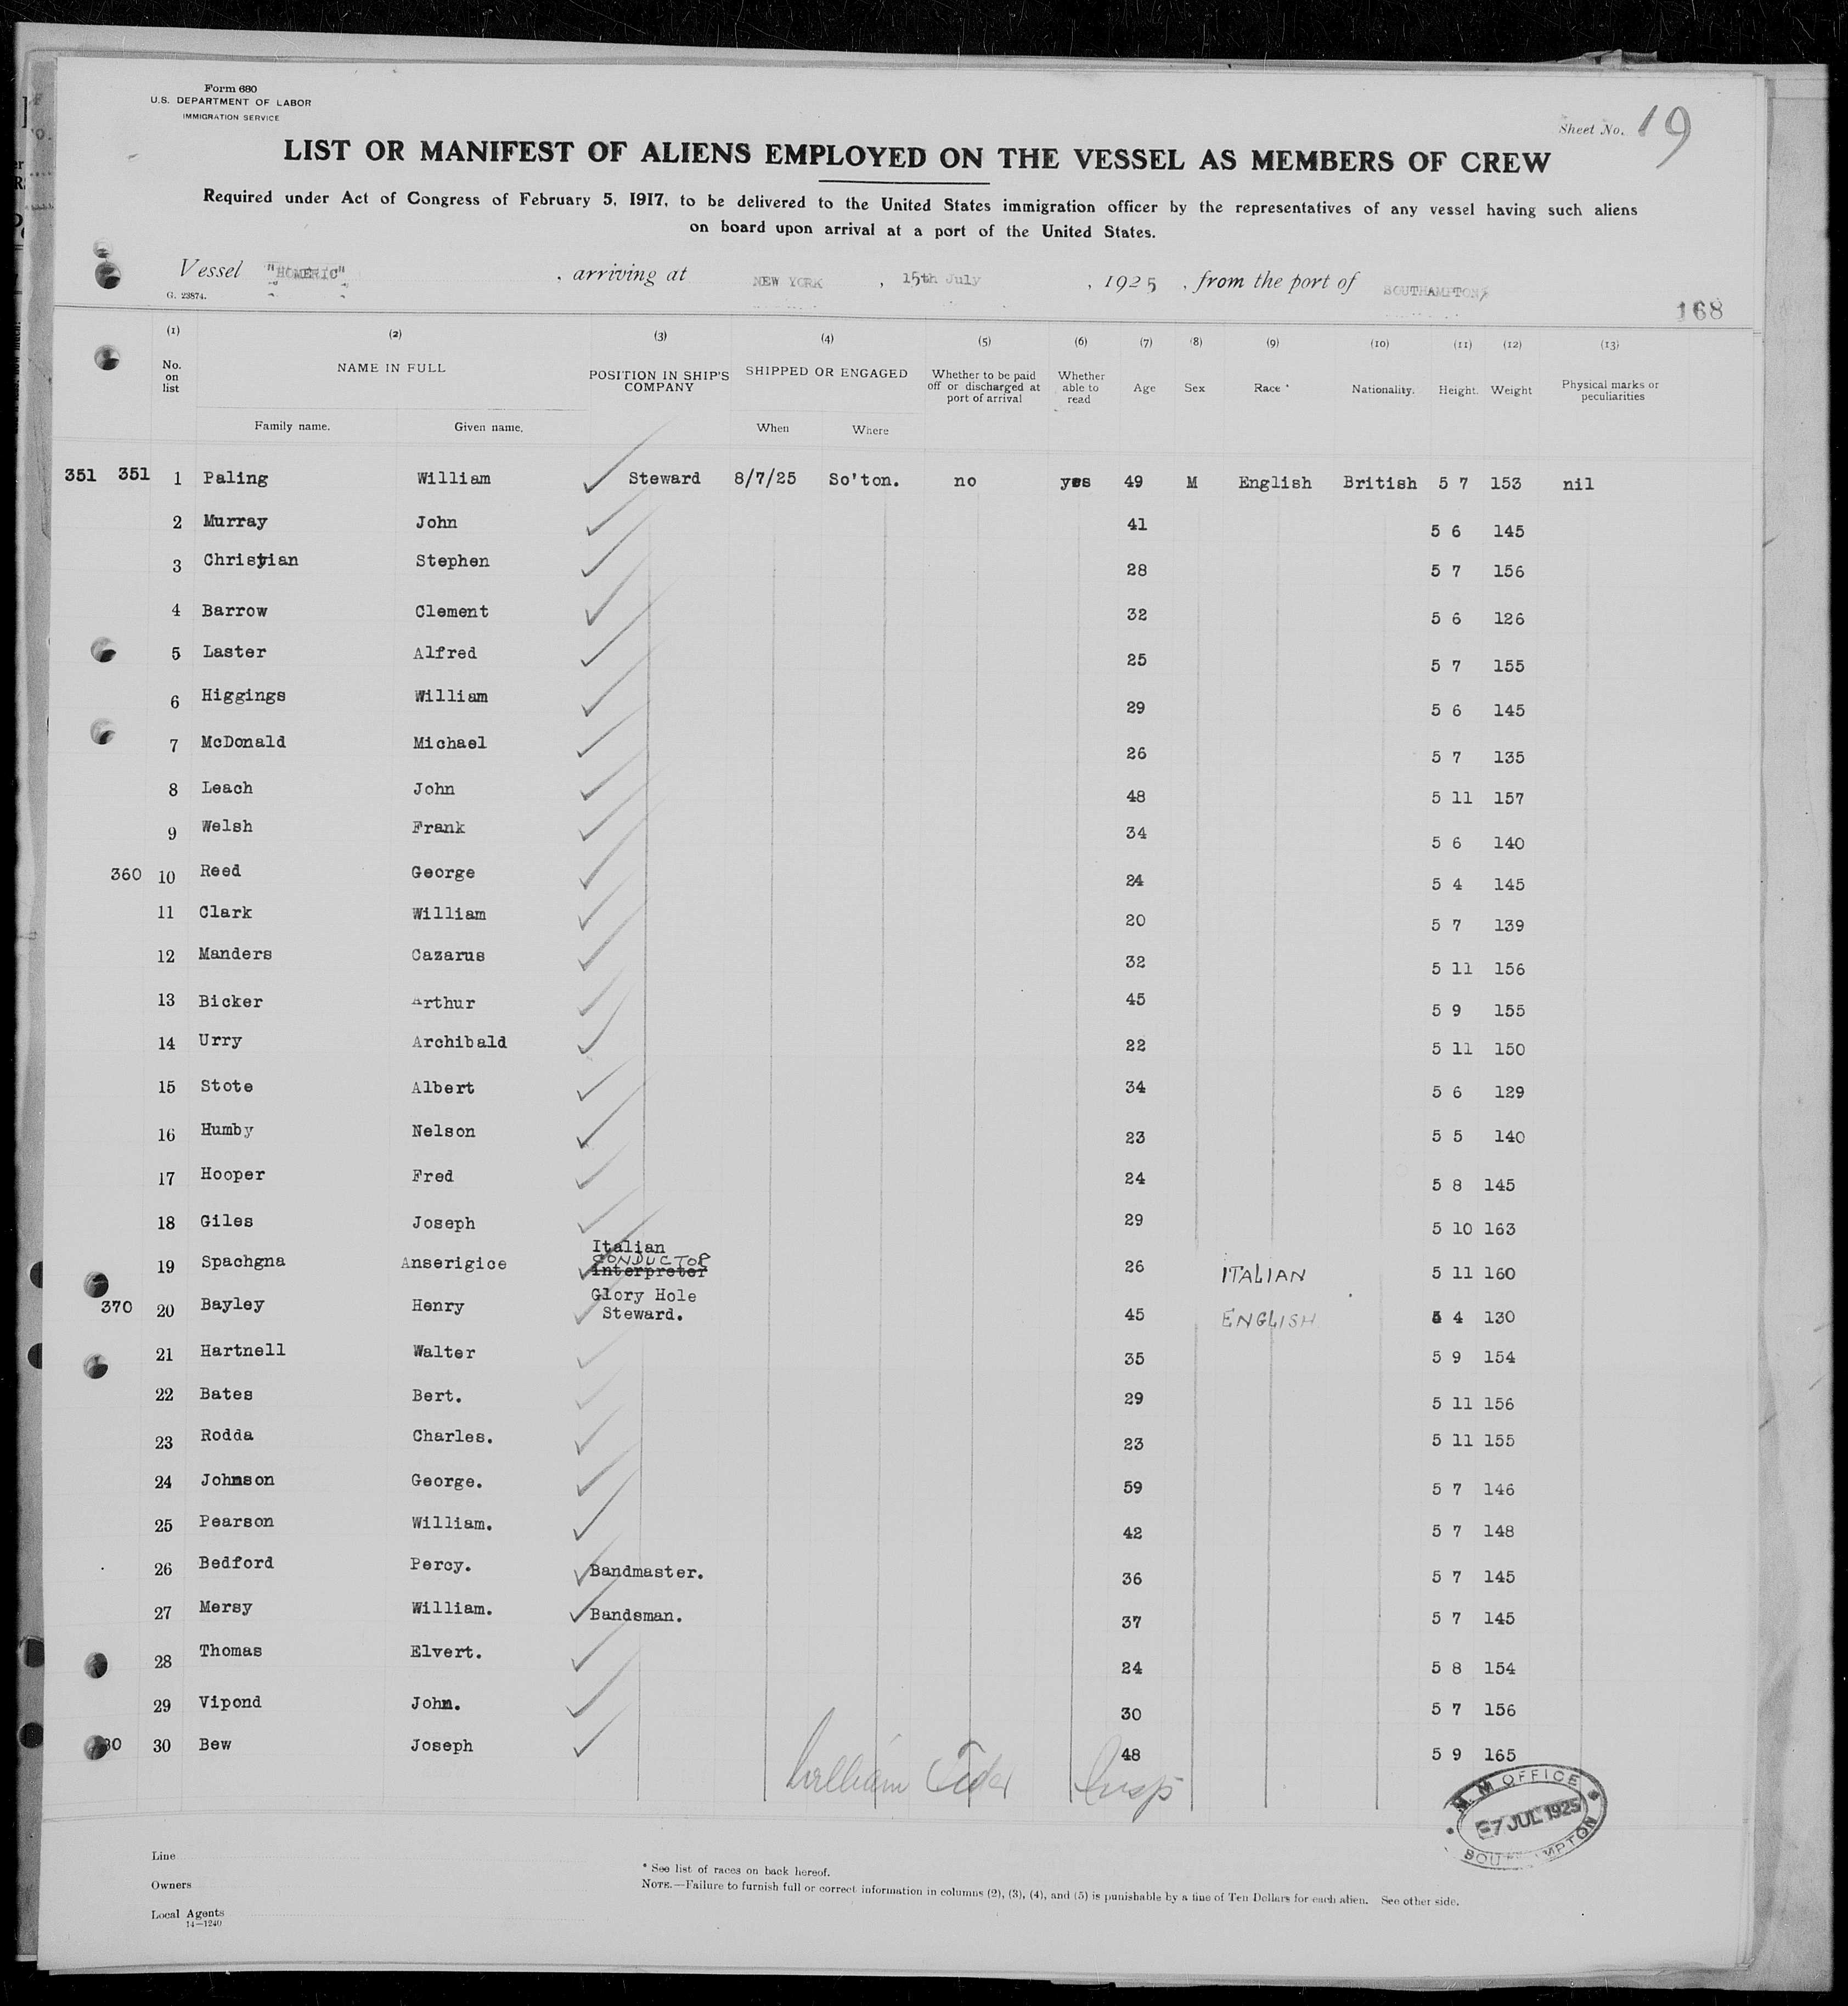 Form 680
U.S. DEPARTMENT OF LABOR
IMMIGRATION SERVICE
Sheet No. 19
LIST OR MANIFEST OF ALIENS EMPLOYED ON THE VESSEL AS MEMBERS OF CREW
Required under Act of Congress of February 5, 1917, to be delivered to the United States immigration officer by the representatives of any vessel having such aliens
on board upon arrival at a port of the United States.
Vessel "HOMERIC" , arriving at NEW YORK , 15th July , 1925 , from the port of SOUTHAMPTON
G. 23874.
168
(1) (2) (3) (4) (5) (6) (7) (8) (9) (10) (11) (12) (13)
No. on list NAME IN FULL POSITION IN SHIP'S COMPANY SHIPPED OR ENGAGED Whether to be paid off or discharged at port of arrival Whether able to read Age Sex Race * Nationality. Height. Weight Physical marks or peculiarities
Family name. Given name. When Where
351 351 1 Paling William Steward 8/7/25 So'ton. no yes 49 M English British 5 7 153 nil
2 Murray John 41 5 6 145
3 Christian Stephen 28 5 7 156
4 Barrow Clement 32 5 6 126
5 Laster Alfred 25 5 7 155
6 Higgings William 29 5 6 145
7 McDonald Michael 26 5 7 135
8 Leach John 48 5 11 157
9 Welsh Frank 34 5 6 140
360 10 Reed George 24 5 4 145
11 Clark William 20 5 7 139
12 Manders Cazarus 32 5 11 156
13 Bicker Arthur 45 5 9 155
14 Urry Archibald 22 5 11 150
15 Stote Albert 34 5 6 129
16 Humby Nelson 23 5 5 140
17 Hooper Fred 24 5 8 145
18 Giles Joseph 29 5 10 163
19 Spachgna Anserigice Italian CONDUCTOR Interpreter 26 ITALIAN 5 11 160
370 20 Bayley Henry Glory Hole Steward. 45 ENGLISH 5 4 130
21 Hartnell Walter 35 5 9 154
22 Bates Bert. 29 5 11 156
23 Rodda Charles. 23 5 11 155
24 Johnson George. 59 5 7 146
25 Pearson William. 42 5 7 148
26 Bedford Percy. Bandmaster. 36 5 7 145
27 Mersy William. Bandsman. 37 5 7 145
28 Thomas Elvert. 24 5 8 154
29 Vipond John. 30 5 7 156
30 Bew Joseph 48 5 9 165
William Insp
M. M OFFICE
7 JUL 1925
SOUTHAMPTON
Line
Owners
Local Agents
14—1240
* See list of races on back hereof.
NOTE.—Failure to furnish full or correct information in columns (2), (3), (4), and (5) is punishable by a fine of Ten Dollars for each alien. See other side.